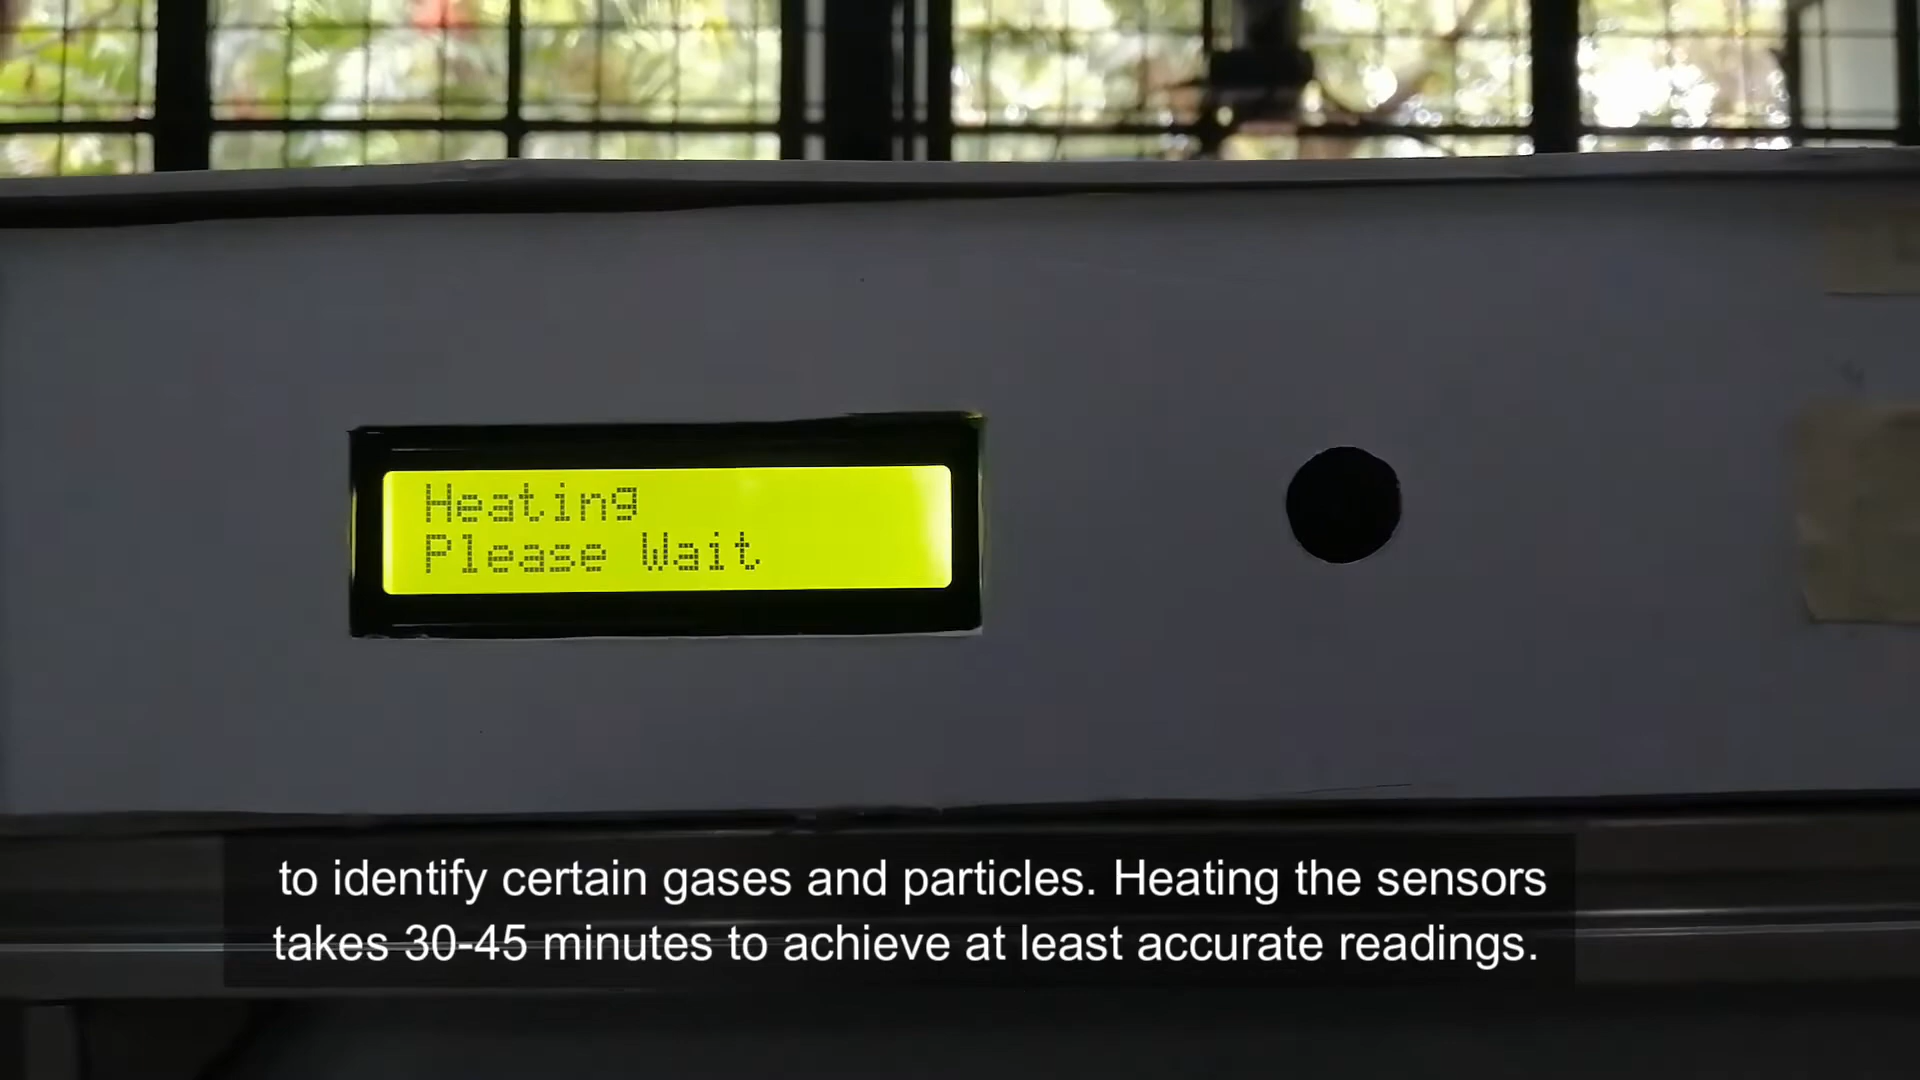 Heating
Please Wait
to identify certain gases and particles. Heating the sensors
takes 30-45 minutes to achieve at least accurate readings.